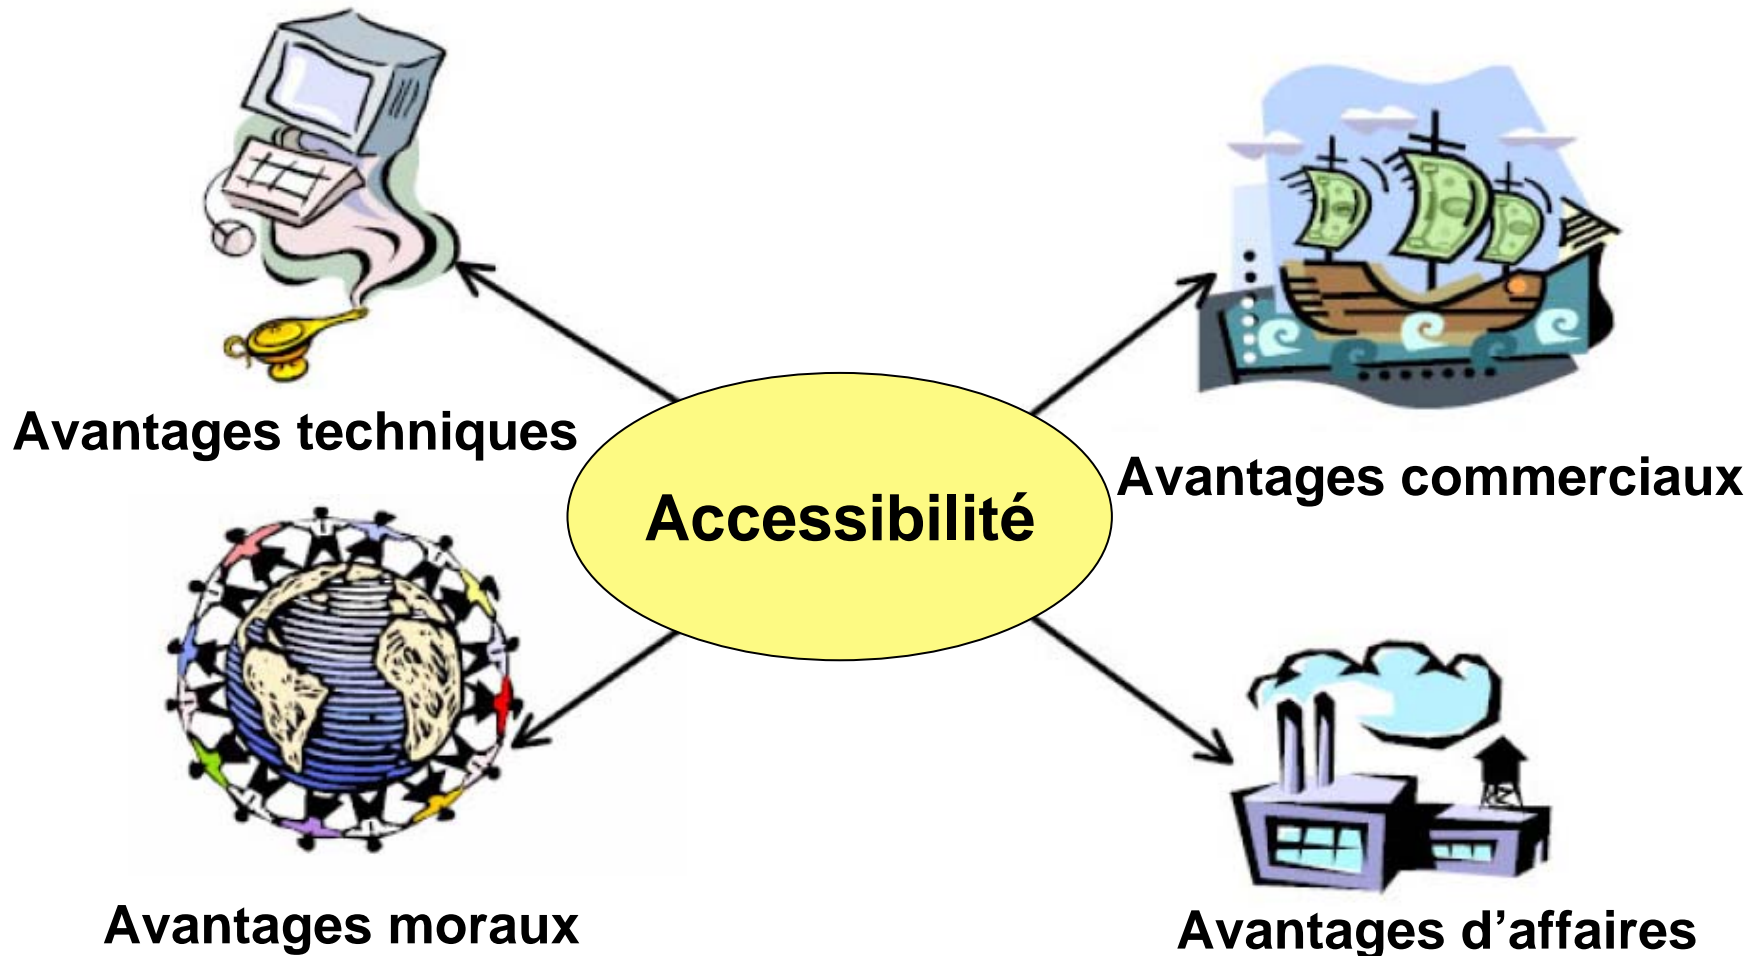 Avantages techniques
Avantages commerciaux
Accessibilité
Avantages moraux
Avantages d’affaires